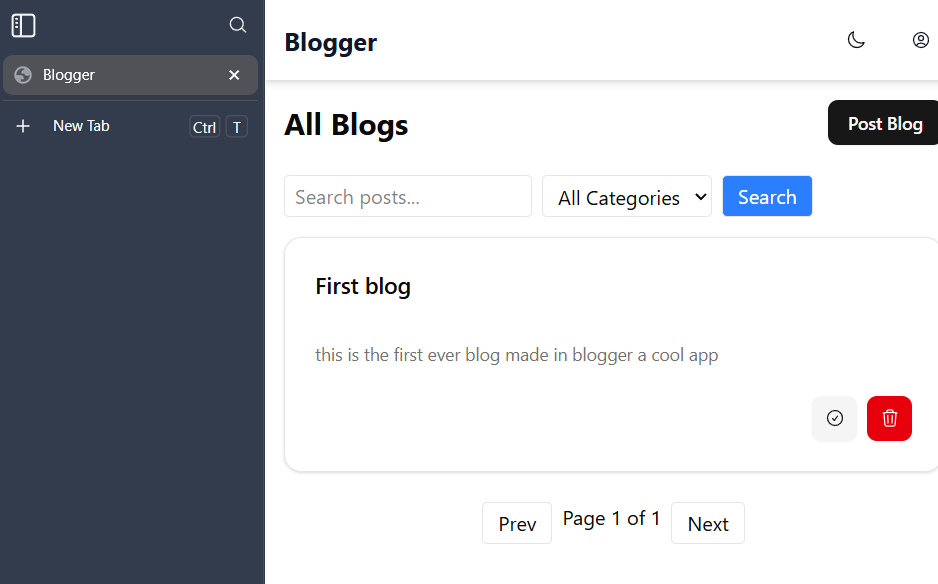 Blogger
Blogger
New Tab Ctrl T
All Blogs
Post Blog
Search posts...
All Categories
Search
First blog
this is the first ever blog made in blogger a cool app
Prev Page 1 of 1 Next